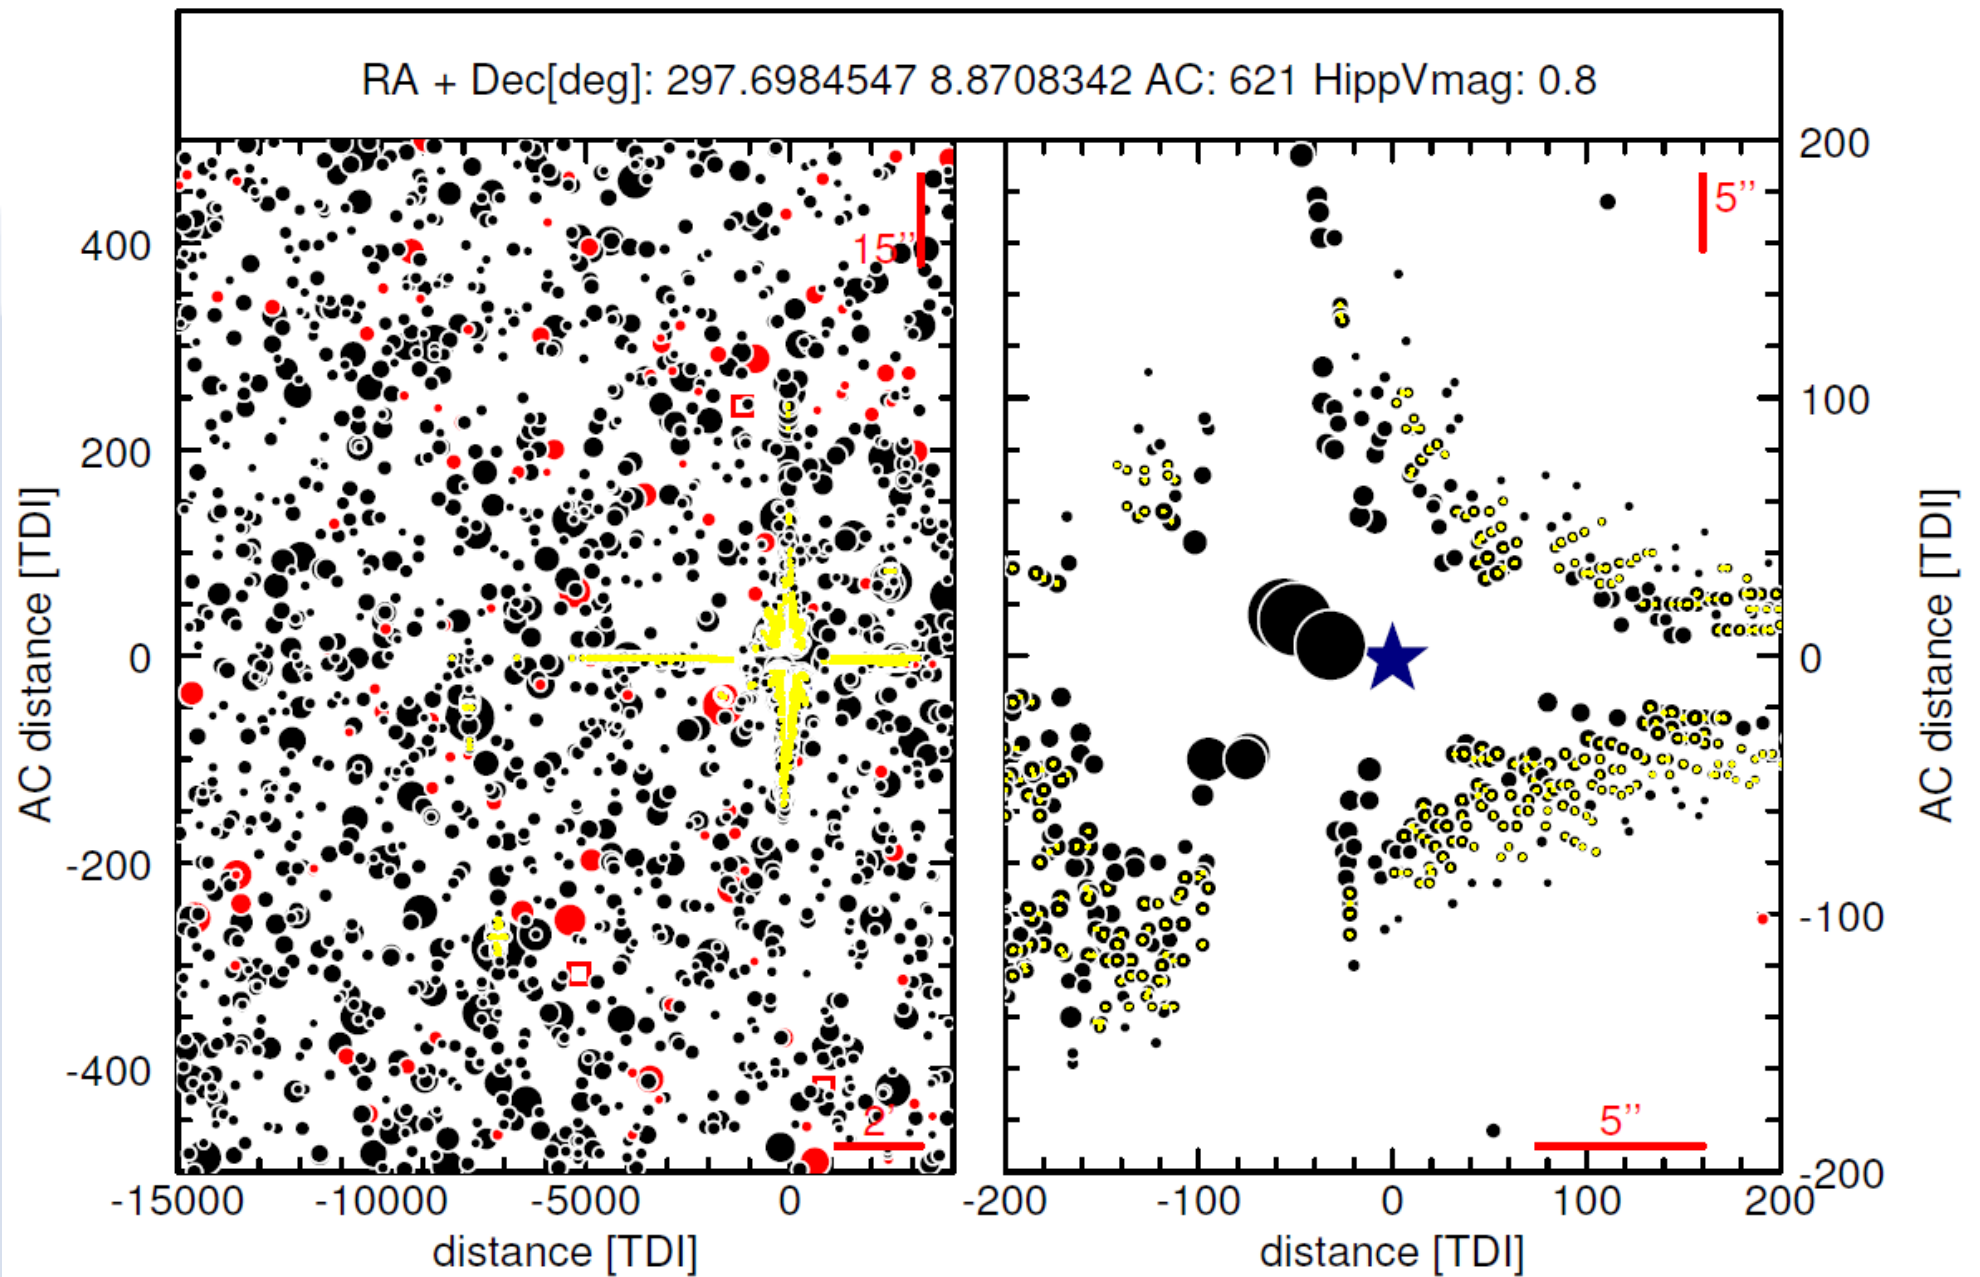 RA + Dec[deg]: 297.6984547 8.8708342 AC: 621 HippVmag: 0.8
AC distance [TDI]
400
200
0
-200
-400
15''
2'
-15000 -10000 -5000 0
distance [TDI]
5''
5''
200
100
0
-100
-200
-200 -100 0 100 200
distance [TDI]
AC distance [TDI]